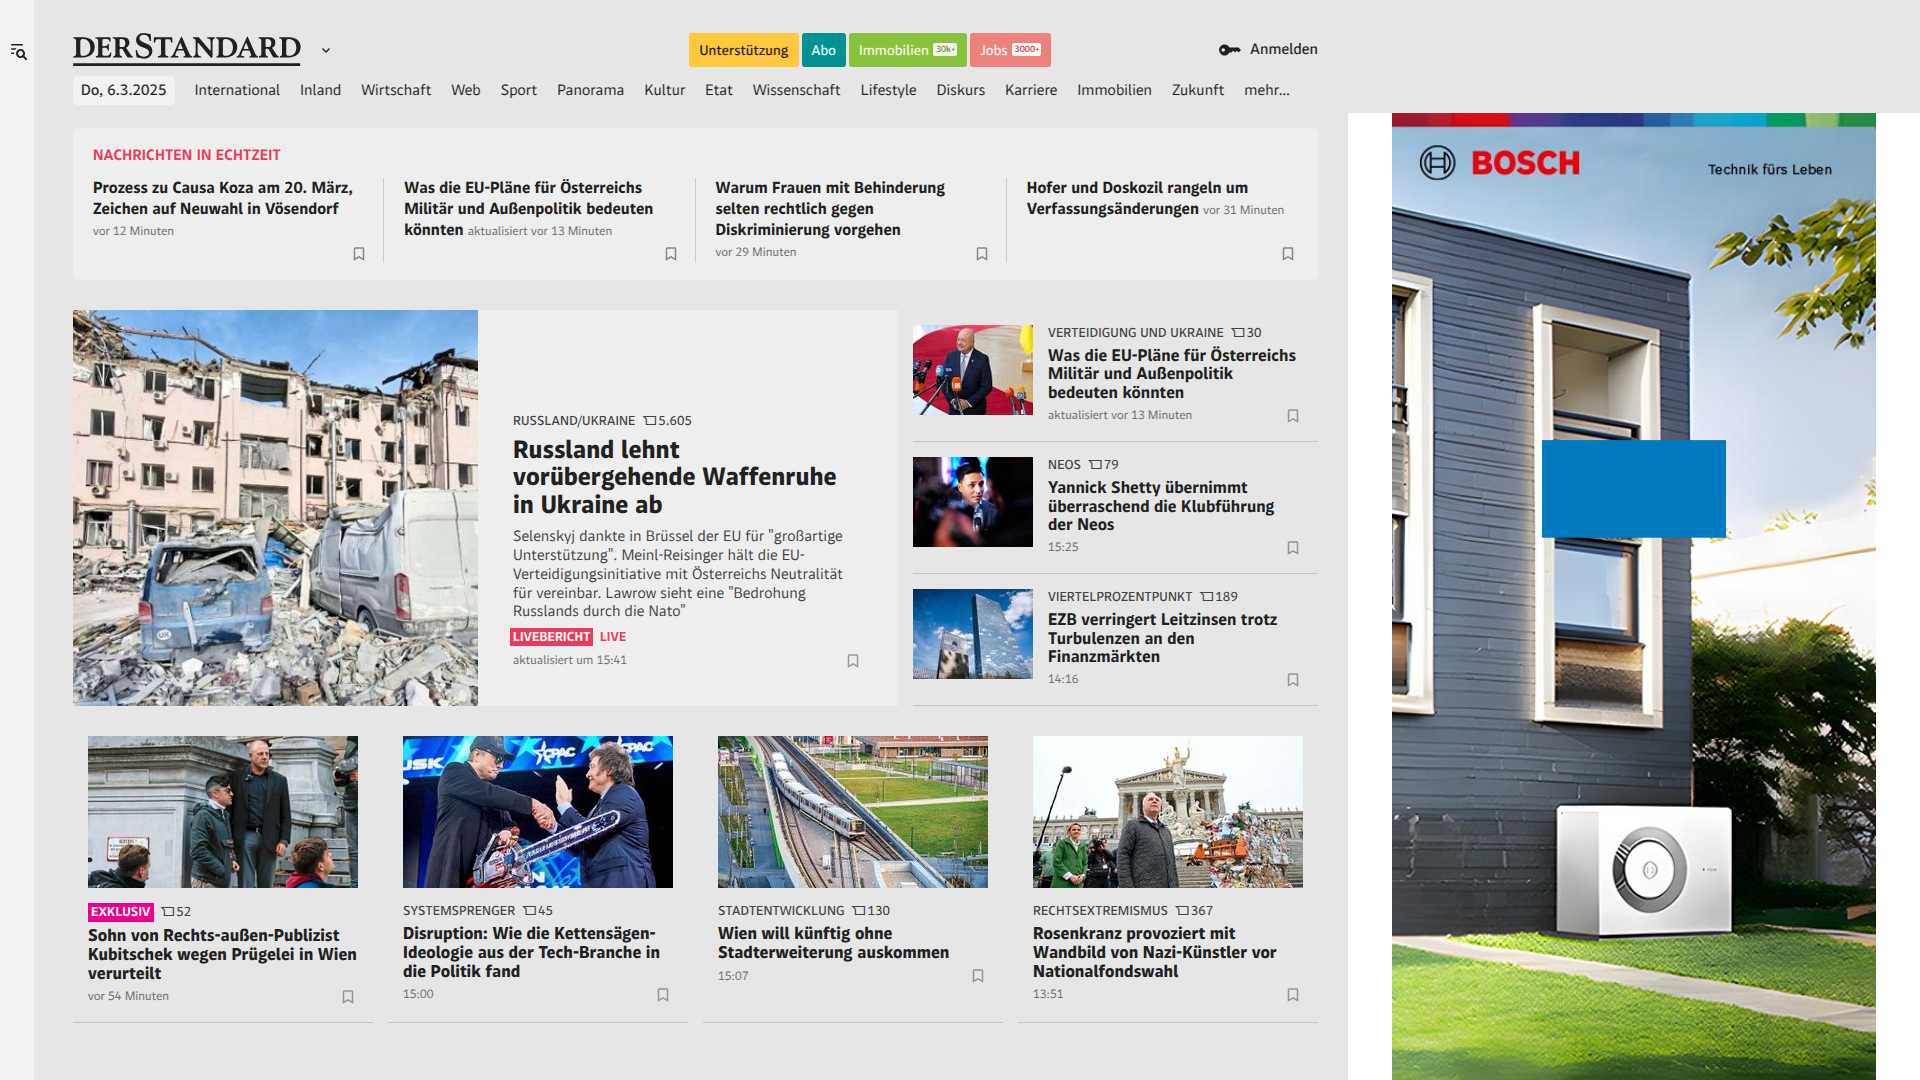 DERSTANDARD
Unterstützung
Abo
Immobilien 30k+
Jobs 3000+
Anmelden
Do, 6.3.2025
International
Inland
Wirtschaft
Web
Sport
Panorama
Kultur
Etat
Wissenschaft
Lifestyle
Diskurs
Karriere
Immobilien
Zukunft
mehr...
NACHRICHTEN IN ECHTZEIT
Prozess zu Causa Koza am 20. März,
Zeichen auf Neuwahl in Vösendorf
vor 12 Minuten
Was die EU-Pläne für Österreichs
Militär und Außenpolitik bedeuten
könnten aktualisiert vor 13 Minuten
Warum Frauen mit Behinderung
selten rechtlich gegen
Diskriminierung vorgehen
vor 29 Minuten
Hofer und Doskozil rangeln um
Verfassungsänderungen vor 31 Minuten
BOSCH
Technik fürs Leben
RUSSLAND/UKRAINE 5.605
Russland lehnt
vorübergehende Waffenruhe
in Ukraine ab
Selenskyj dankte in Brüssel der EU für "großartige
Unterstützung". Meinl-Reisinger hält die EU-
Verteidigungsinitiative mit Österreichs Neutralität
für vereinbar. Lawrow sieht eine "Bedrohung
Russlands durch die Nato"
LIVEBERICHT LIVE
aktualisiert um 15:41
VERTEIDIGUNG UND UKRAINE 30
Was die EU-Pläne für Österreichs
Militär und Außenpolitik
bedeuten könnten
aktualisiert vor 13 Minuten
NEOS 79
Yannick Shetty übernimmt
überraschend die Klubführung
der Neos
15:25
VIERTELPROZENTPUNKT 189
EZB verringert Leitzinsen trotz
Turbulenzen an den
Finanzmärkten
14:16
EXKLUSIV 52
Sohn von Rechts-außen-Publizist
Kubitschek wegen Prügelei in Wien
verurteilt
vor 54 Minuten
USK
CPAC
CPAC
SYSTEMSPRENGER 45
Disruption: Wie die Kettensägen-
Ideologie aus der Tech-Branche in
die Politik fand
15:00
STADTENTWICKLUNG 130
Wien will künftig ohne
Stadterweiterung auskommen
15:07
RECHTSEXTREMISMUS 367
Rosenkranz provoziert mit
Wandbild von Nazi-Künstler vor
Nationalfondswahl
13:51